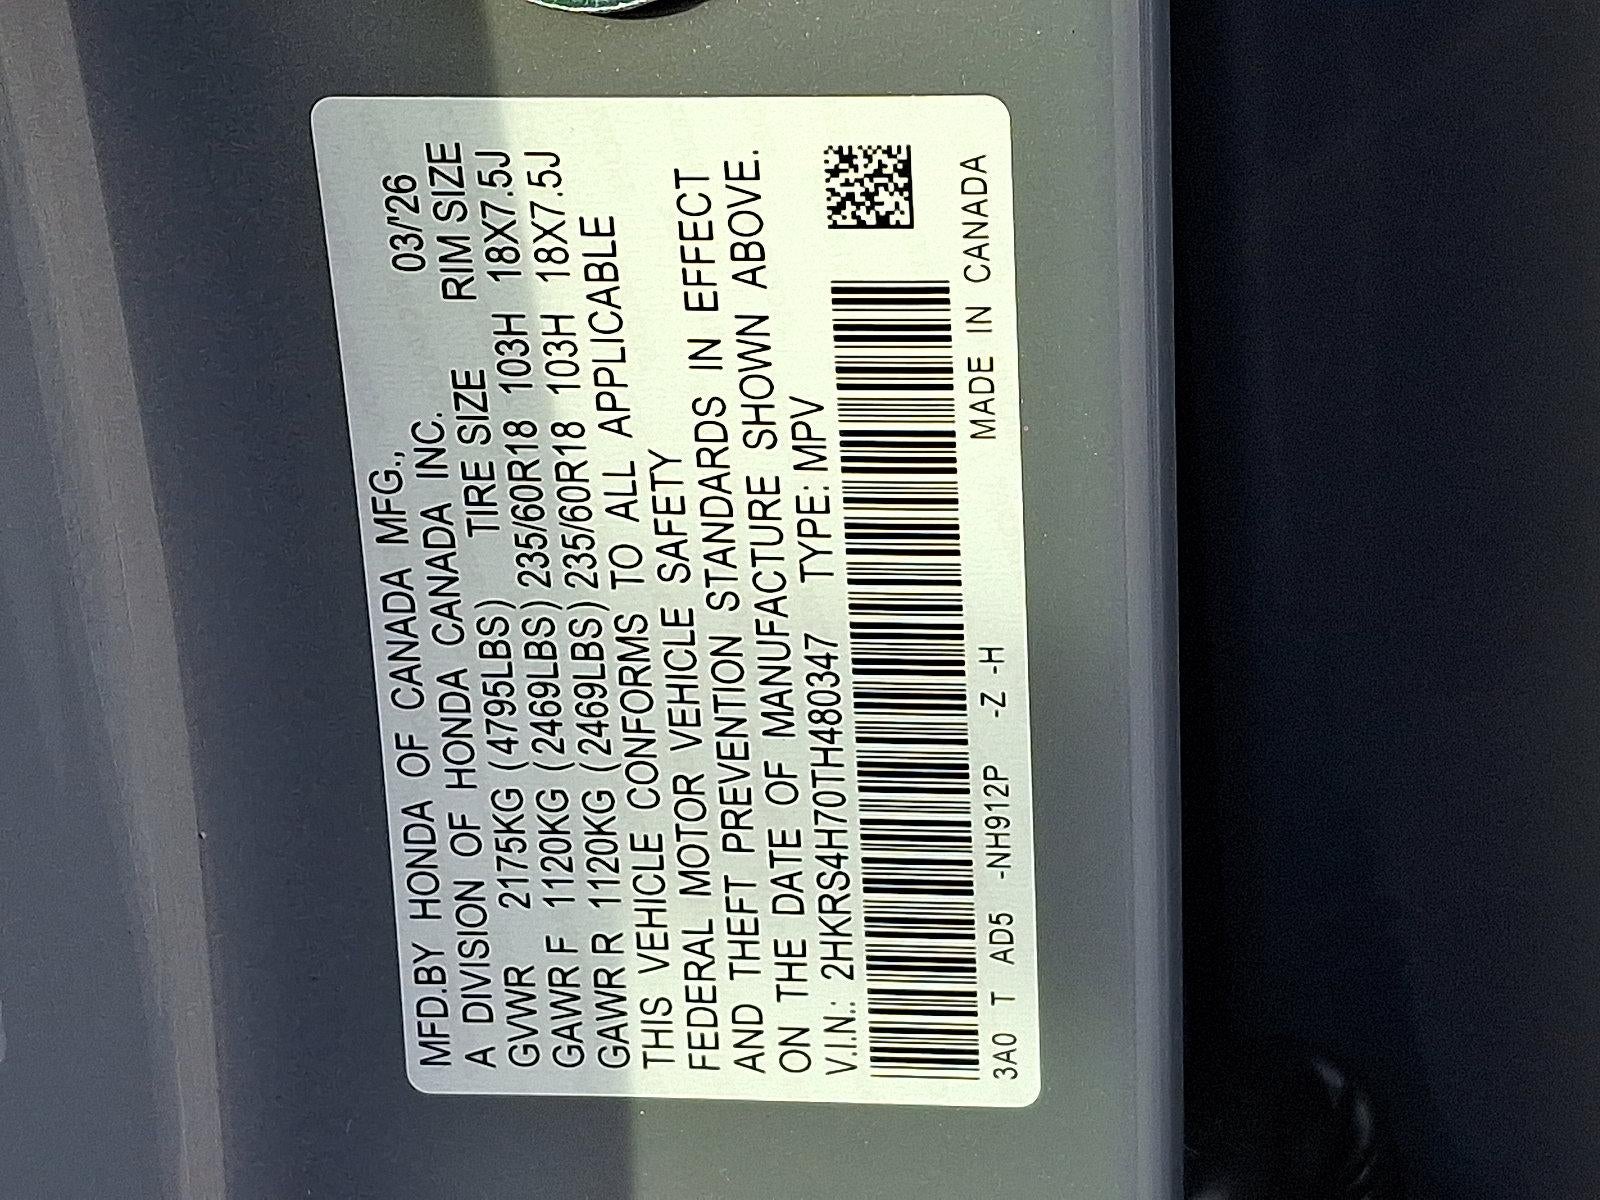 MFD.BY HONDA OF CANADA MFG., 03/'26
A DIVISION OF HONDA CANADA INC.
GVWR 2175KG (4795LBS) TIRE SIZE RIM SIZE
GAWR F 1120KG (2469LBS) 235/60R18 103H 18X7.5J
GAWR R 1120KG (2469LBS) 235/60R18 103H 18X7.5J
THIS VEHICLE CONFORMS TO ALL APPLICABLE
FEDERAL MOTOR VEHICLE SAFETY
AND THEFT PREVENTION STANDARDS IN EFFECT
ON THE DATE OF MANUFACTURE SHOWN ABOVE.
V.I.N.: 2HKRS4H70TH480347 TYPE: MPV
3A0 T AD5 -NH912P -Z -H MADE IN CANADA